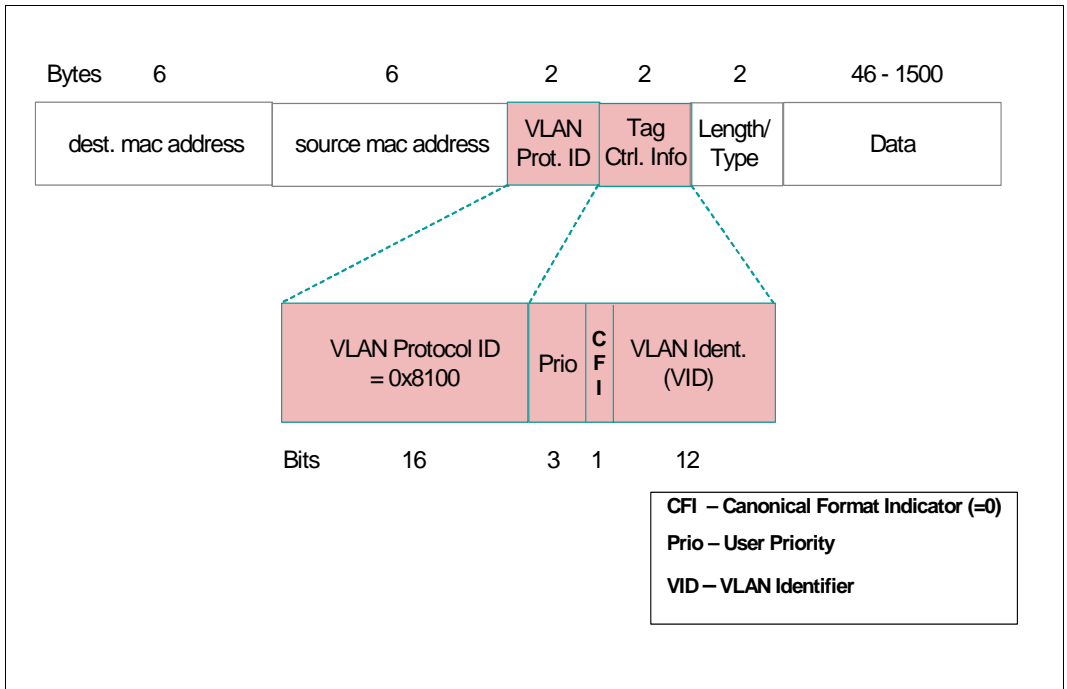 Bytes 6 6 2 2 2 46 - 1500
dest. mac address
source mac address
VLAN
Prot. ID
Tag
Ctrl. Info
Length/
Type
Data
VLAN Protocol ID
= 0x8100
Prio
C
F
I
VLAN Ident.
(VID)
Bits 16 3 1 12
CFI – Canonical Format Indicator (=0)
Prio – User Priority
VID – VLAN Identifier